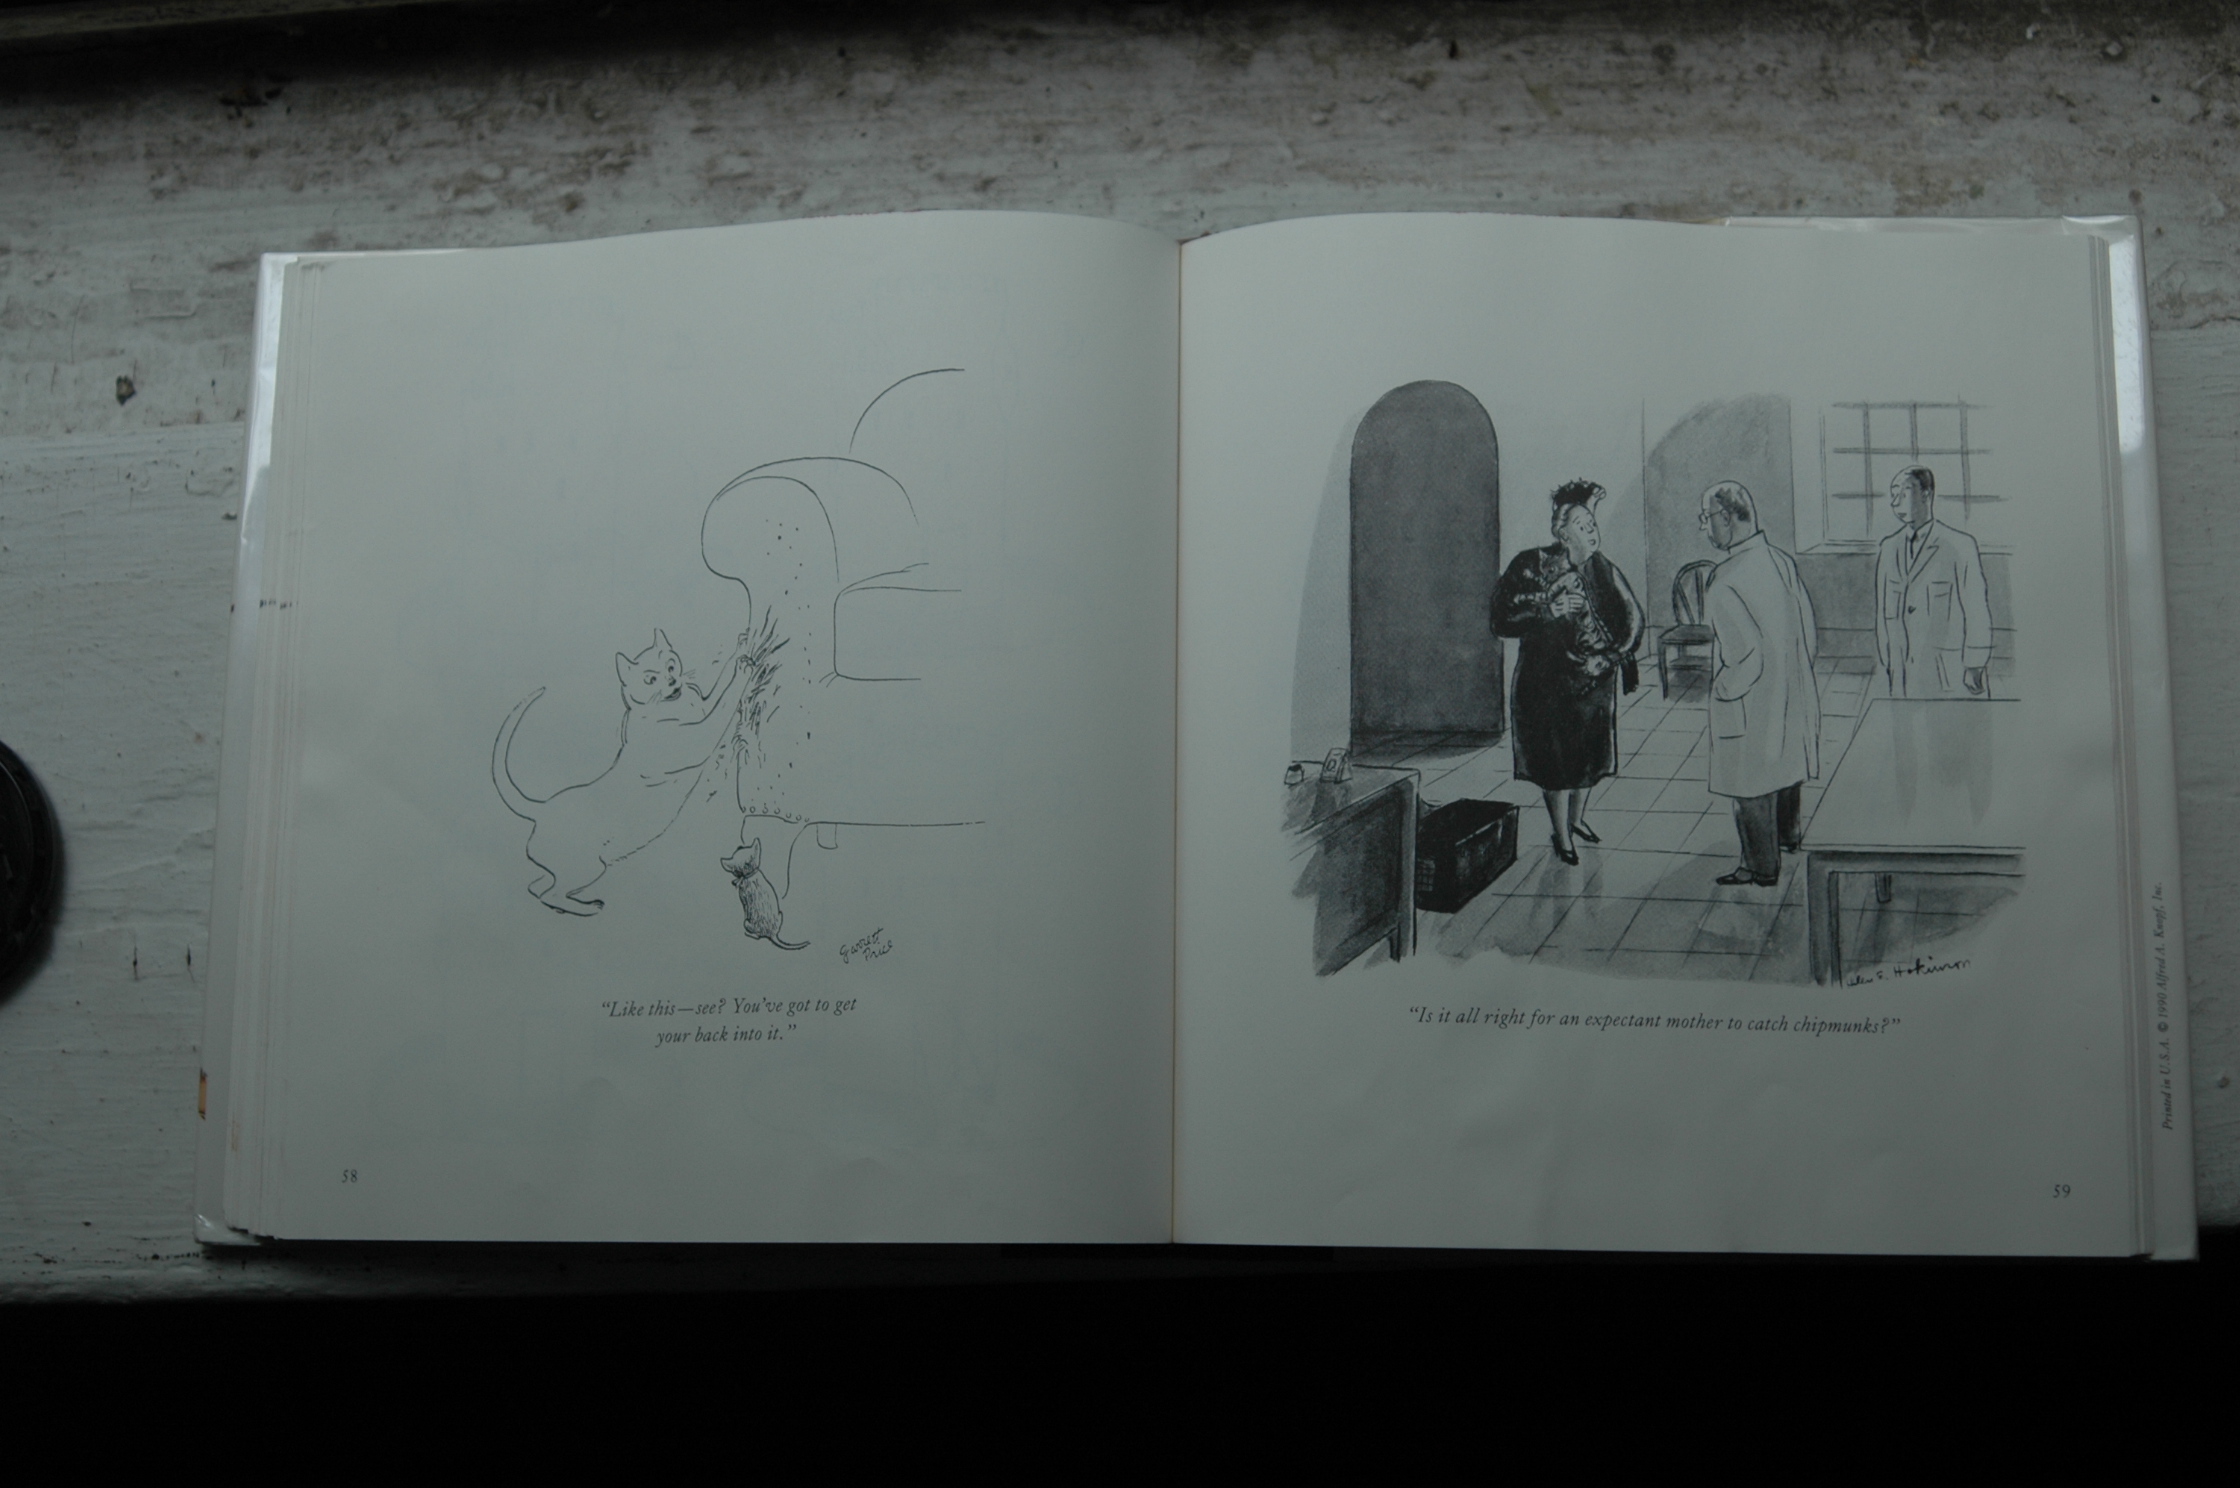 Garrett
Price
“Like this—see? You’ve got to get
your back into it.”
58
Helen E. Hokinson
“Is it all right for an expectant mother to catch chipmunks?”
59
Printed in U.S.A. © 1990 Alfred A. Knopf, Inc.